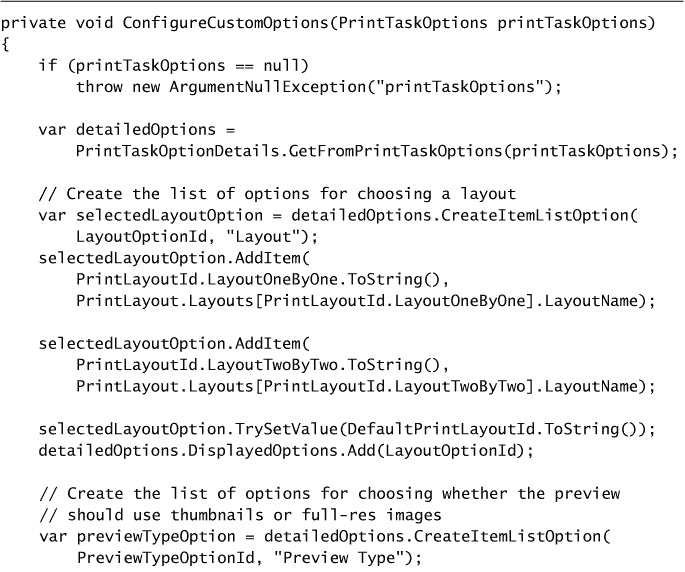 private void ConfigureCustomOptions(PrintTaskOptions printTaskOptions)
{
    if (printTaskOptions == null)
        throw new ArgumentNullException("printTaskOptions");

    var detailedOptions =
        PrintTaskOptionDetails.GetFromPrintTaskOptions(printTaskOptions);

    // Create the list of options for choosing a layout
    var selectedLayoutOption = detailedOptions.CreateItemListOption(
        LayoutOptionId, "Layout");
    selectedLayoutOption.AddItem(
        PrintLayoutId.LayoutOneByOne.ToString(),
        PrintLayout.Layouts[PrintLayoutId.LayoutOneByOne].LayoutName);

    selectedLayoutOption.AddItem(
        PrintLayoutId.LayoutTwoByTwo.ToString(),
        PrintLayout.Layouts[PrintLayoutId.LayoutTwoByTwo].LayoutName);

    selectedLayoutOption.TrySetValue(DefaultPrintLayoutId.ToString());
    detailedOptions.DisplayedOptions.Add(LayoutOptionId);

    // Create the list of options for choosing whether the preview
    // should use thumbnails or full-res images
    var previewTypeOption = detailedOptions.CreateItemListOption(
        PreviewTypeOptionId, "Preview Type");